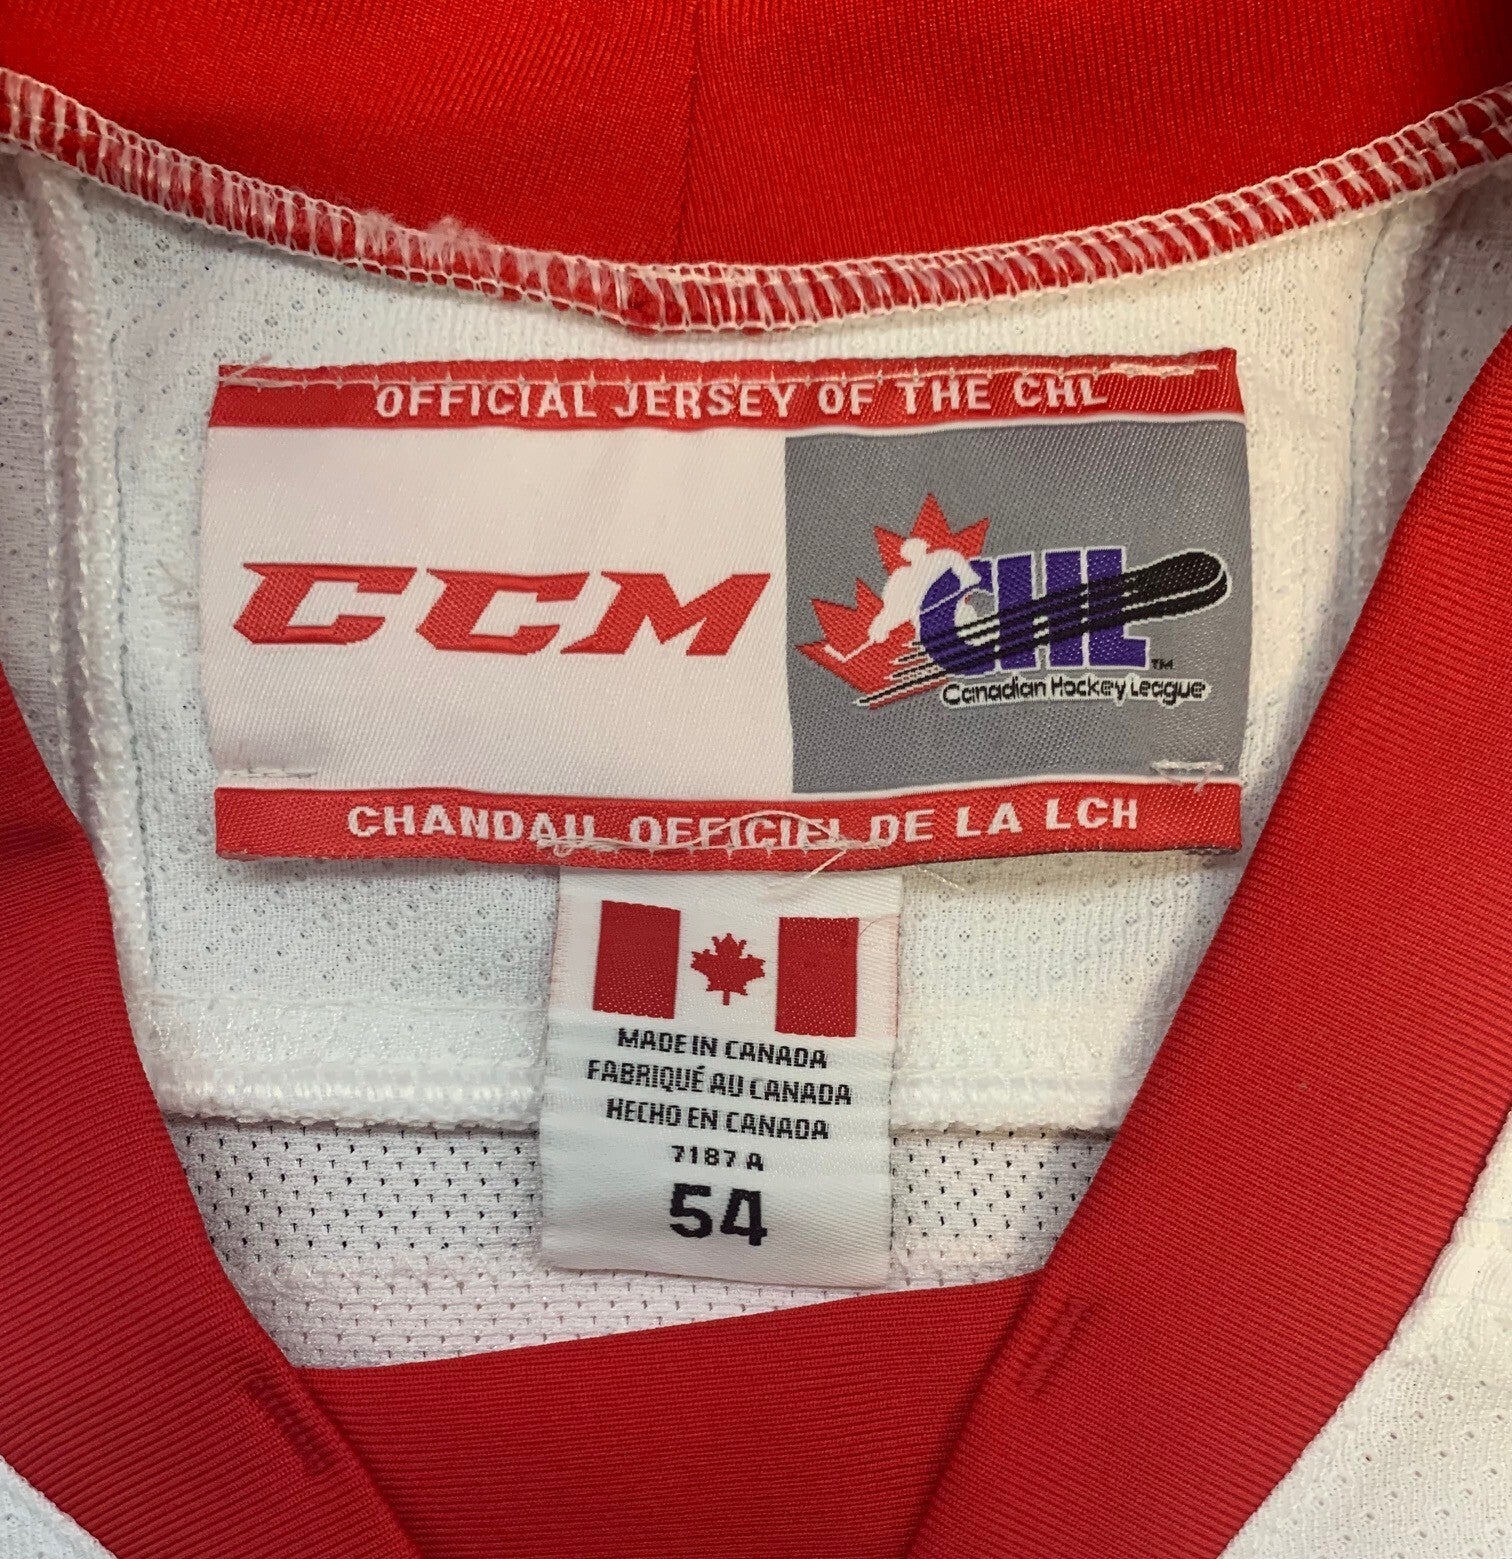 OFFICIAL JERSEY OF THE CHL
CCM
CHL™
Canadian Hockey League
CHANDAIL OFFICIEL DE LA LCH
MADE IN CANADA
FABRIQUÉ AU CANADA
HECHO EN CANADA
7187 A
54